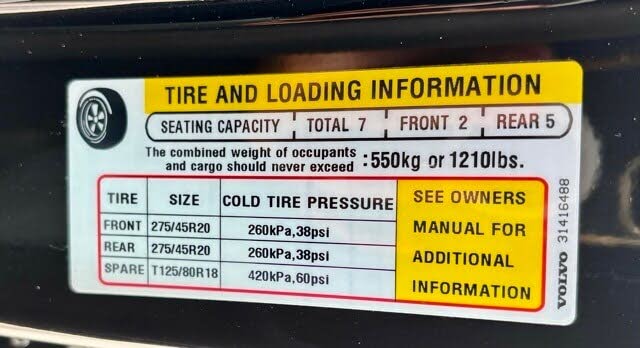 TIRE AND LOADING INFORMATION
SEATING CAPACITY TOTAL 7 FRONT 2 REAR 5
The combined weight of occupants
and cargo should never exceed : 550kg or 1210lbs.
TIRE SIZE COLD TIRE PRESSURE
FRONT 275/45R20 260kPa,38psi
REAR 275/45R20 260kPa,38psi
SPARE T125/80R18 420kPa,60psi
SEE OWNERS
MANUAL FOR
ADDITIONAL
INFORMATION
VOLVO 31416488